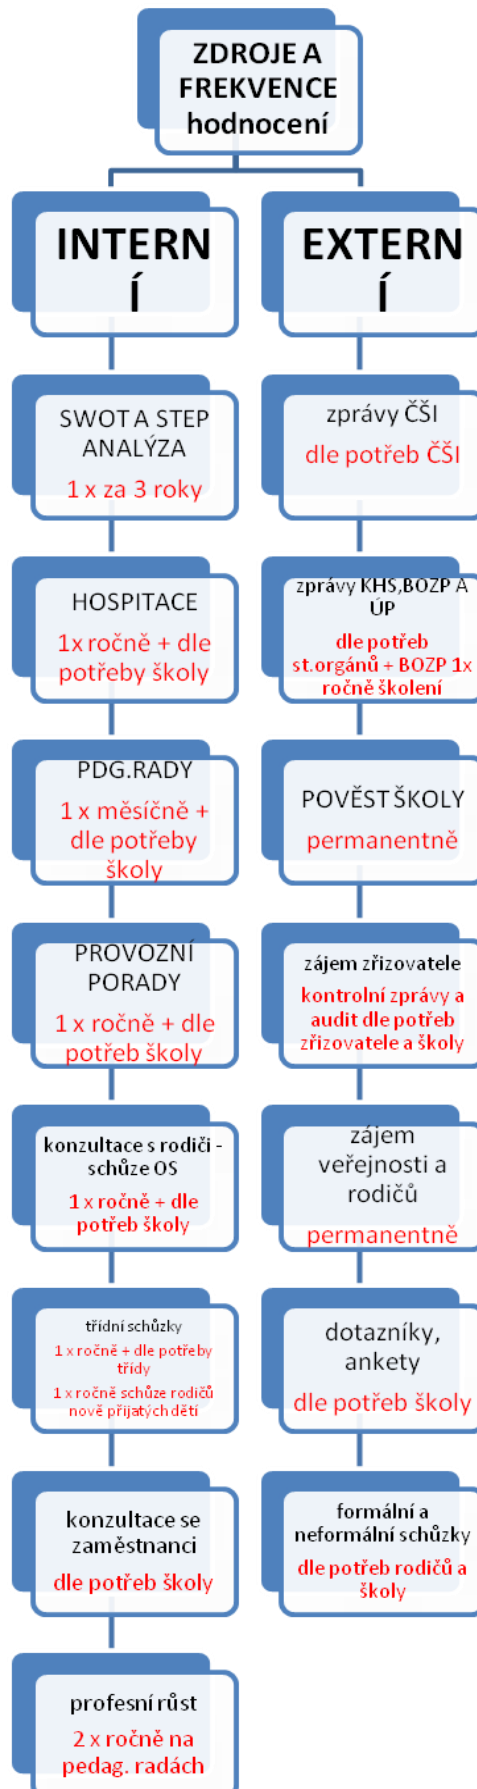 ZDROJE A
FREKVENCE
hodnocení
INTERN
Í
SWOT A STEP
ANALÝZA
1 x za 3 roky
HOSPITACE
1x ročně + dle
potřeby školy
PDG.RADY
1 x měsíčně +
dle potřeby
školy
PROVOZNÍ
PORADY
1 x ročně + dle
potřeb školy
konzultace s rodiči -
schůze OS
1 x ročně + dle
potřeb školy
třídní schůzky
1 x ročně + dle potřeby
třídy
1 x ročně schůze rodičů
nově přijatých dětí
konzultace se
zaměstnanci
dle potřeb školy
profesní růst
2 x ročně na
pedag. radách
EXTERN
Í
zprávy ČŠI
dle potřeb ČŠI
zprávy KHS,BOZP A
ÚP
dle potřeb
st.orgánů + BOZP 1x
ročně školení
POVĚST ŠKOLY
permanentně
zájem zřizovatele
kontrolní zprávy a
audit dle potřeb
zřizovatele a školy
zájem
veřejnosti a
rodičů
permanentně
dotazníky,
ankety
dle potřeb školy
formální a
neformální schůzky
dle potřeb rodičů a
školy